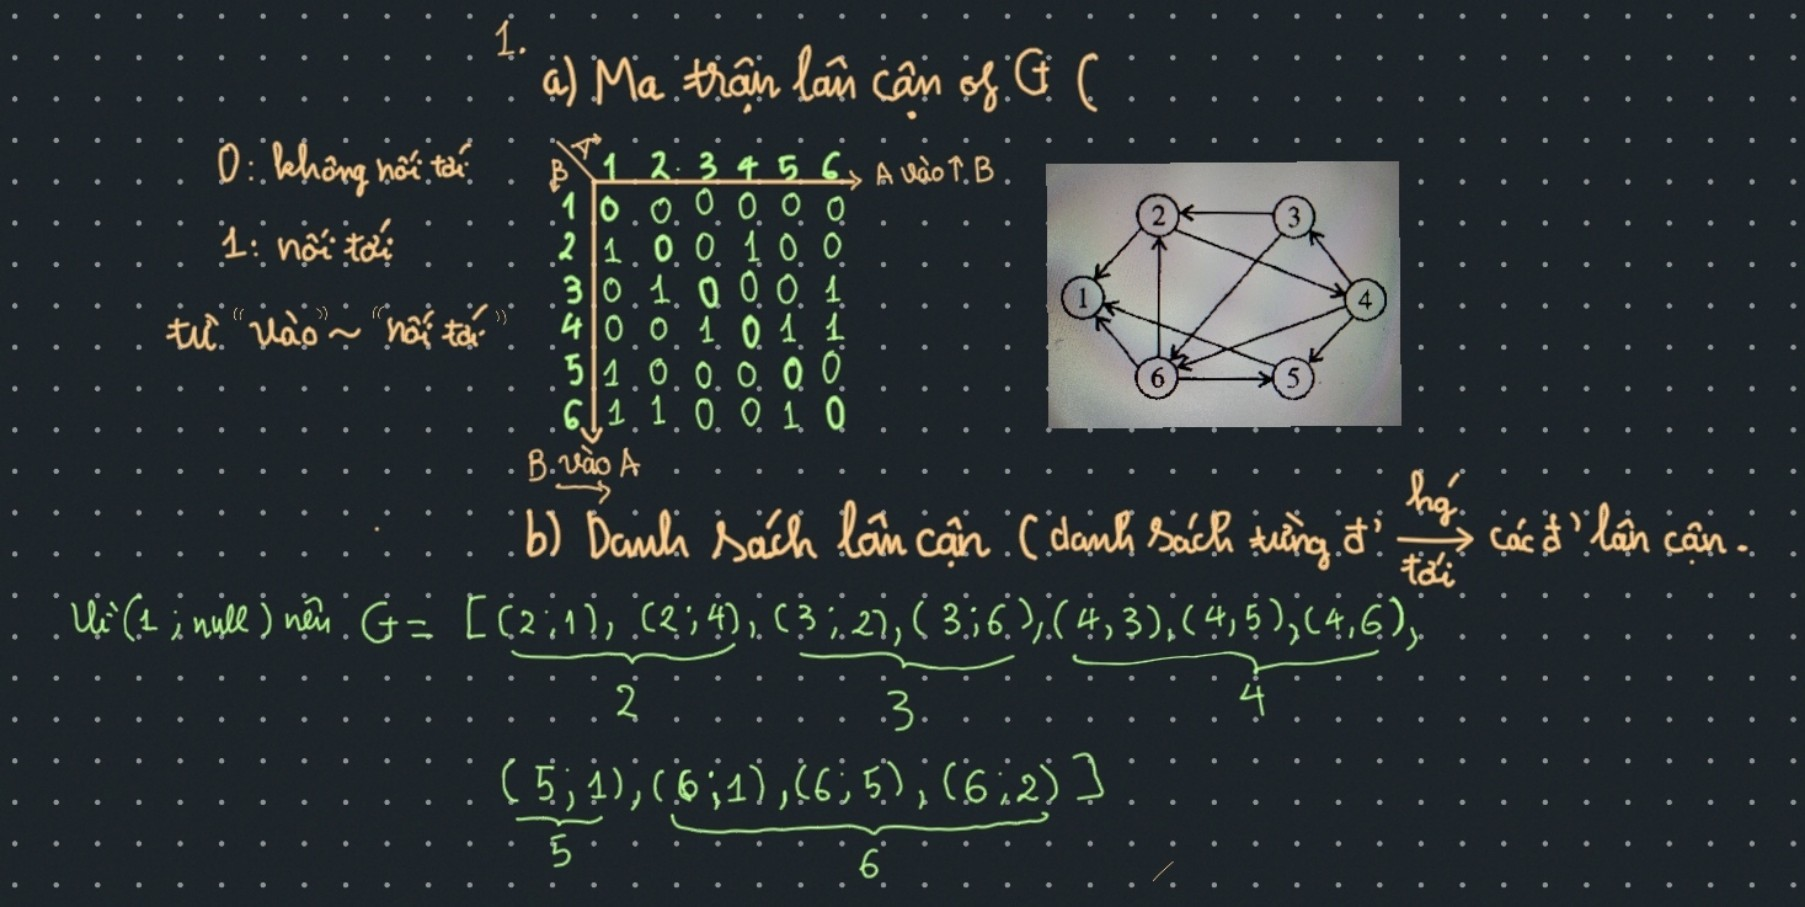 1.
a) Ma trận lân cận of G (
0: không nối tới
1: nối tới
từ "vào" ~ "nối tới"
A
B
1 2 3 4 5 6
A vào ↑ B
1 0 0 0 0 0 0
2 1 0 0 1 0 0
3 0 1 0 0 0 1
4 0 0 1 0 1 1
5 1 0 0 0 0 0
6 1 1 0 0 1 0
B vào A
2 3
1 4
6 5
b) Danh sách lân cận (danh sách từng đ' hg' tới các đ' lân cận.
Vì (1 ; null) nên G = [(2;1), (2;4), (3;2), (3;6), (4,3), (4,5), (4,6),
2 3 4
(5;1), (6;1), (6;5), (6;2)]
5 6